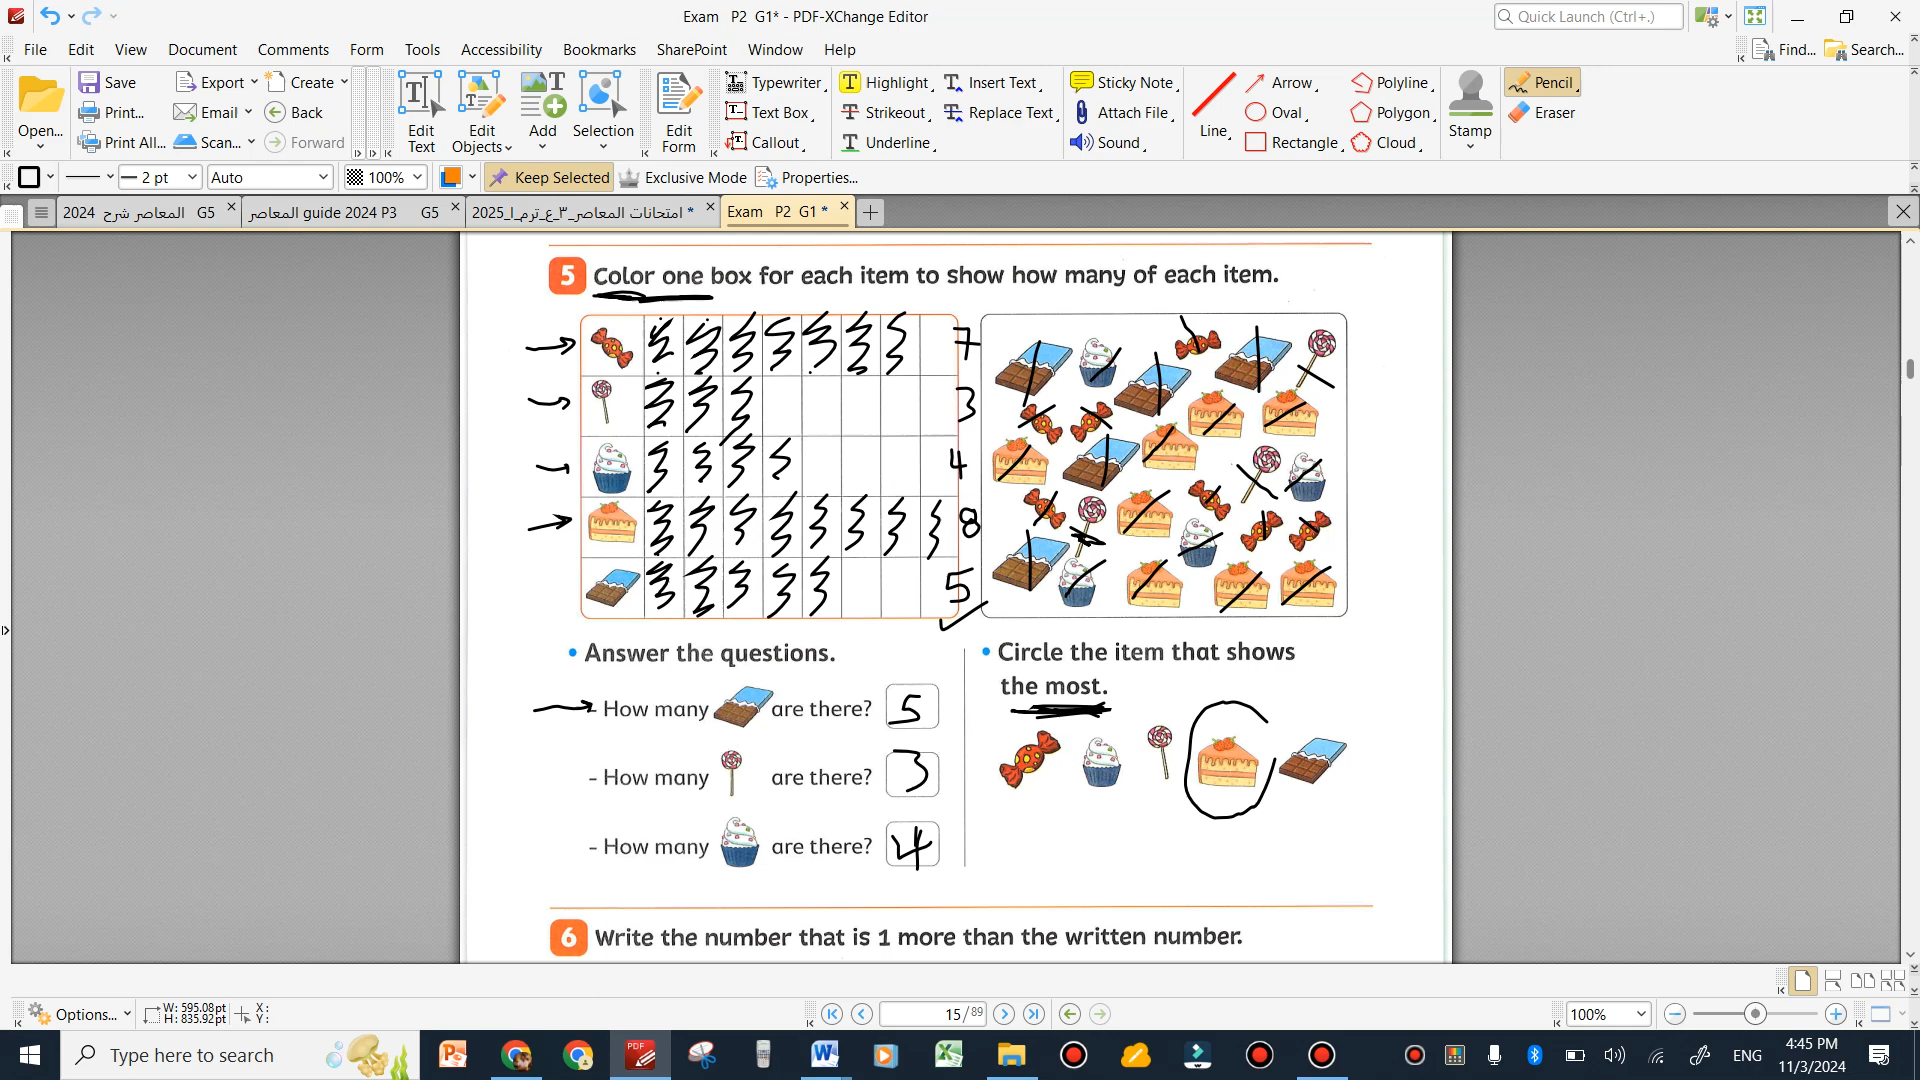 Exam P2 G1* - PDF-XChange Editor
Quick Launch (Ctrl+.)
File Edit View Document Comments Form Tools Accessibility Bookmarks SharePoint Window Help
Find... Search...
Open...
Save
Print...
Print All...
Export
Email
Scan...
Create
Back
Forward
Edit Text
Edit Objects
Add
Selection
Edit Form
Typewriter
Text Box
Callout
Highlight
Strikeout
Underline
Insert Text
Replace Text
Sticky Note
Attach File
Sound
Line
Arrow
Oval
Rectangle
Polyline
Polygon
Cloud
Stamp
Pencil
Eraser
2 pt Auto 100% Keep Selected Exclusive Mode Properties...
المعاصر شرح 2024 G5
المعاصر guide 2024 P3 G5
امتحانات المعاصر_٣_ع_ترم_ا_2025 *
Exam P2 G1 *
5 Color one box for each item to show how many of each item.
7
3
4
8
5
• Answer the questions.
- How many are there? 5
- How many are there? 3
- How many are there? 4
• Circle the item that shows
the most.
6 Write the number that is 1 more than the written number.
Options...
W: 595.08pt
H: 835.92pt
X:
Y:
15 / 89
100%
Type here to search
PDF
ENG
4:45 PM
11/3/2024